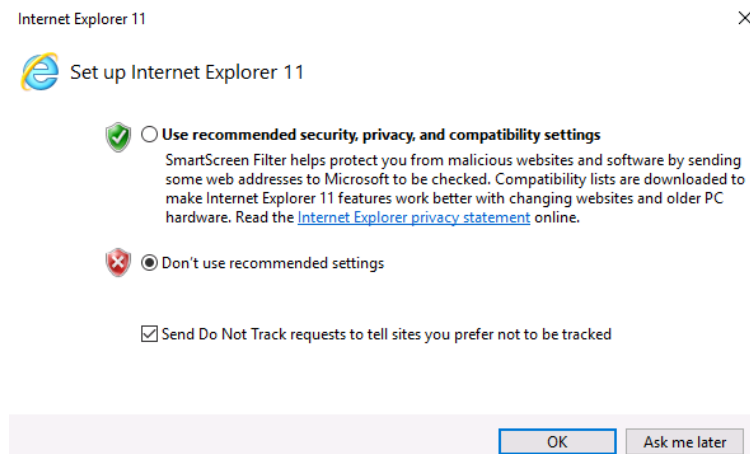 Internet Explorer 11
Set up Internet Explorer 11
Use recommended security, privacy, and compatibility settings
SmartScreen Filter helps protect you from malicious websites and software by sending
some web addresses to Microsoft to be checked. Compatibility lists are downloaded to
make Internet Explorer 11 features work better with changing websites and older PC
hardware. Read the Internet Explorer privacy statement online.
Don't use recommended settings
Send Do Not Track requests to tell sites you prefer not to be tracked
OK
Ask me later